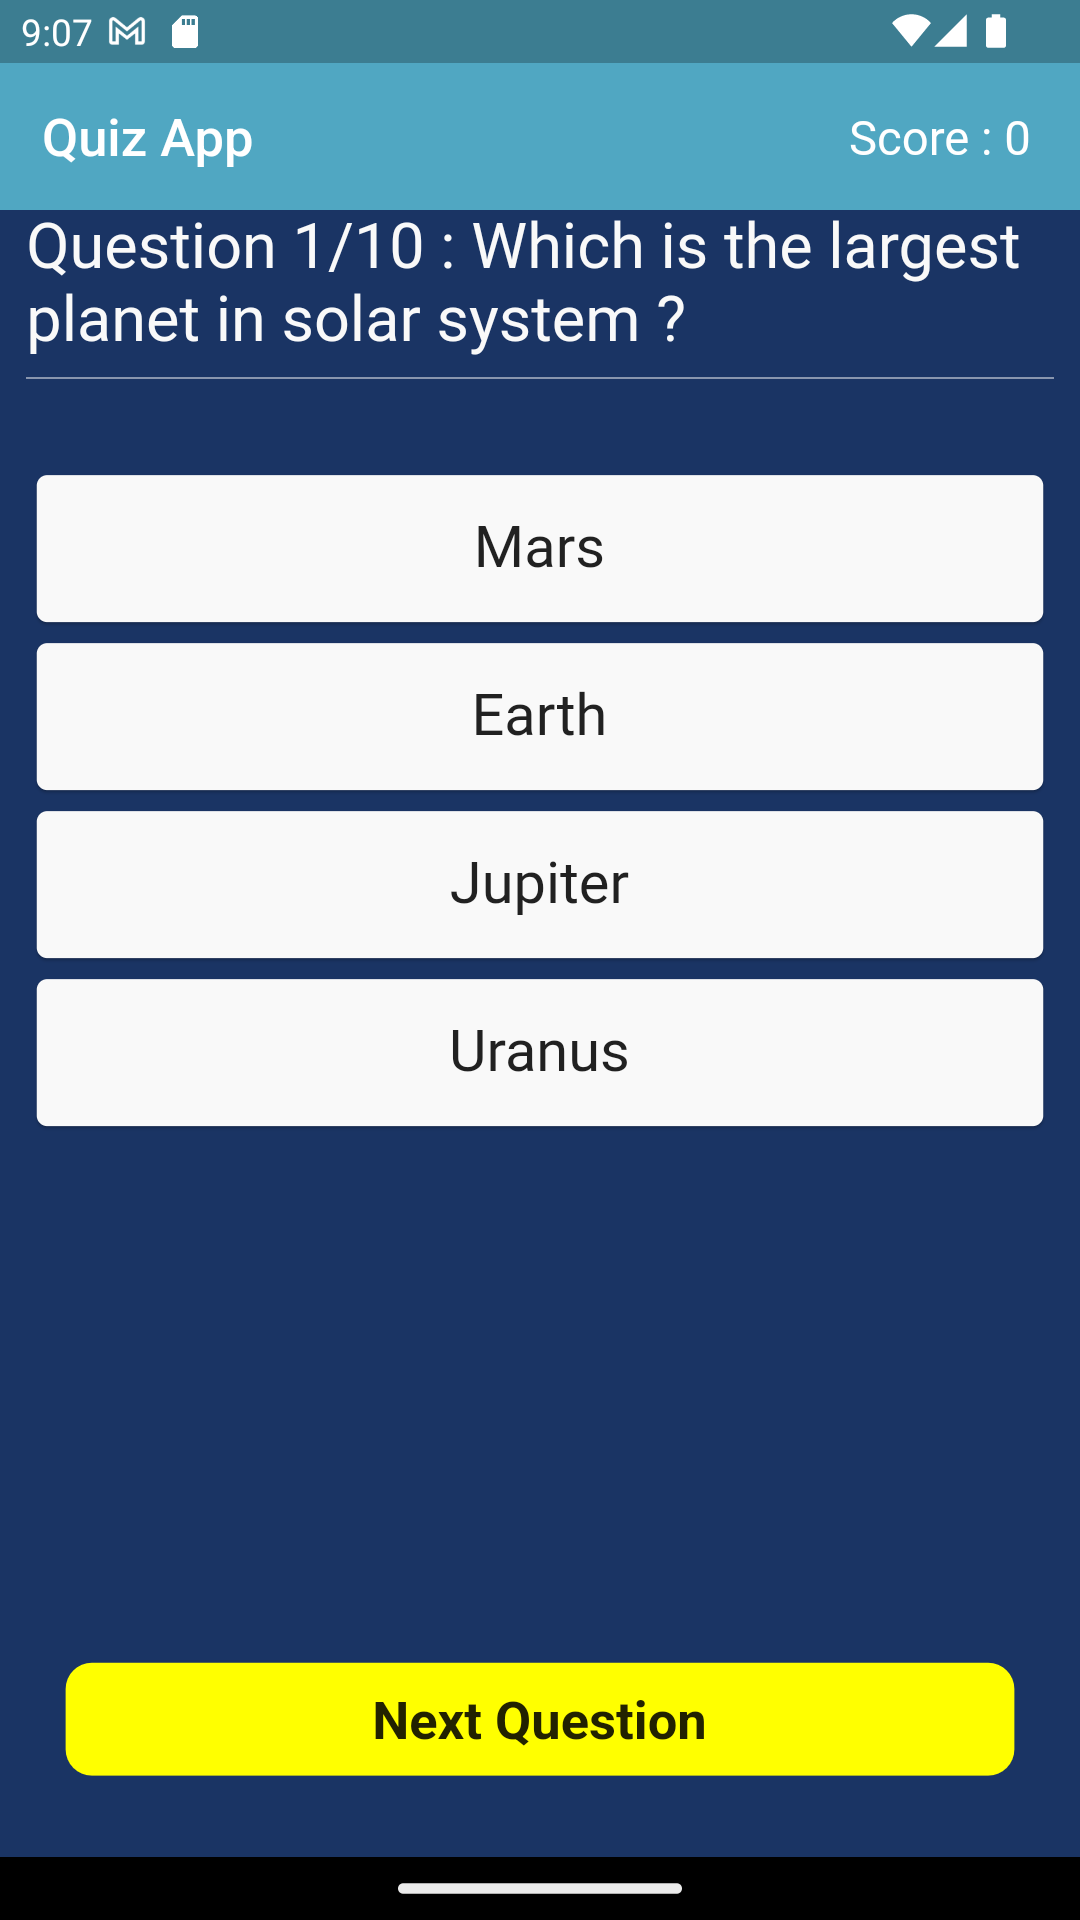 9:07
Quiz App
Score : 0
Question 1/10 : Which is the largest
planet in solar system ?
Mars
Earth
Jupiter
Uranus
Next Question